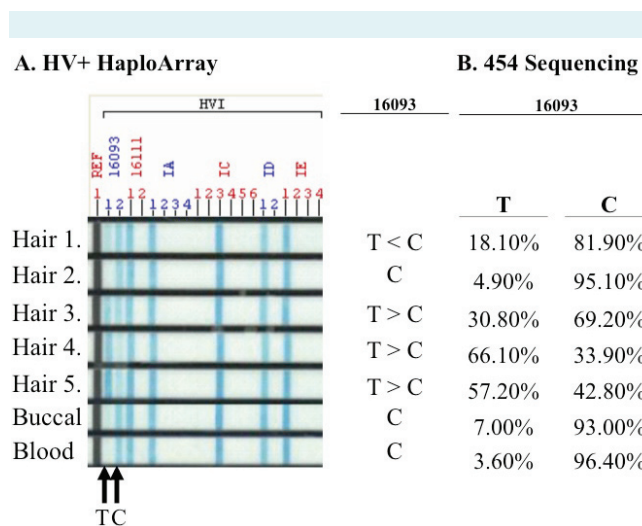 A. HV+ HaploArray
B. 454 Sequencing
HVI
16093
16093
REF
16093
16111
IA
IC
ID
IE
1 1 2 1 2 1 2 3 4 1 2 3 4 5 6 1 2 1 2 3 4
T C
Hair 1. T < C 18.10% 81.90%
Hair 2. C 4.90% 95.10%
Hair 3. T > C 30.80% 69.20%
Hair 4. T > C 66.10% 33.90%
Hair 5. T > C 57.20% 42.80%
Buccal C 7.00% 93.00%
Blood C 3.60% 96.40%
TC